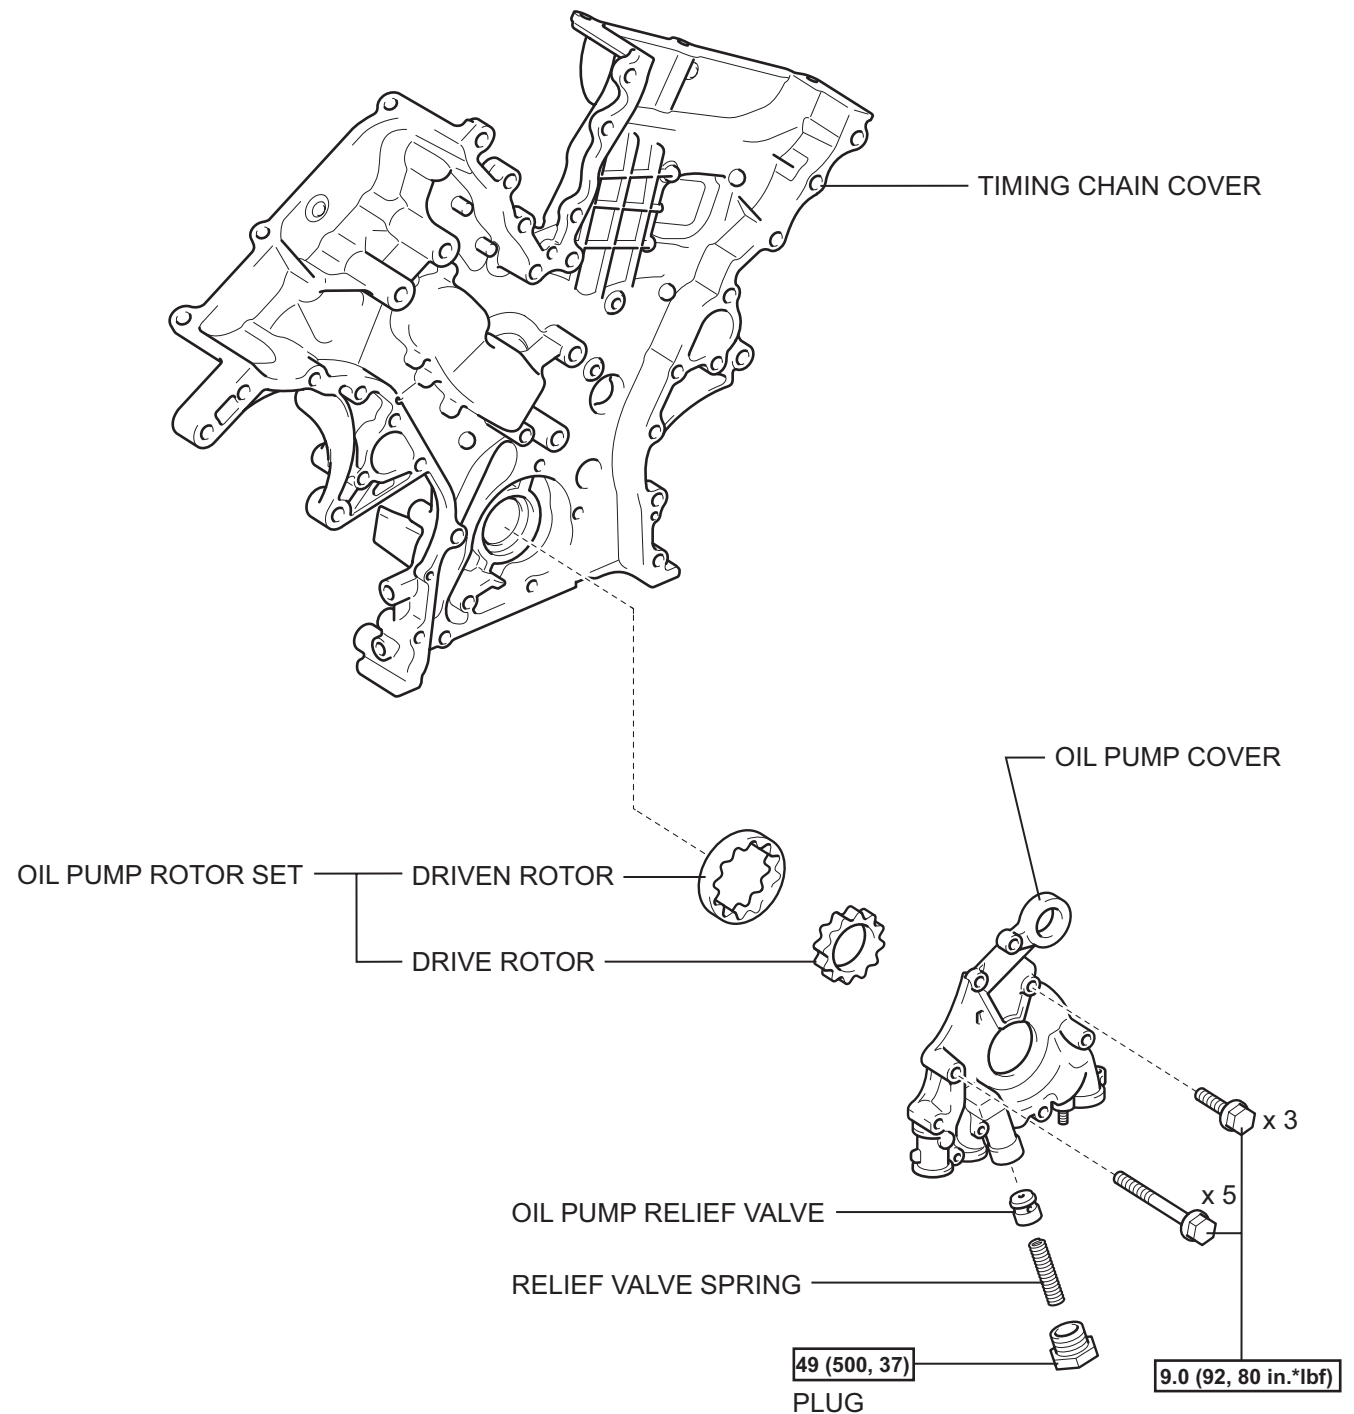 TIMING CHAIN COVER
OIL PUMP COVER
OIL PUMP ROTOR SET
DRIVEN ROTOR
DRIVE ROTOR
x 3
x 5
OIL PUMP RELIEF VALVE
RELIEF VALVE SPRING
49 (500, 37)
PLUG
9.0 (92, 80 in.*lbf)